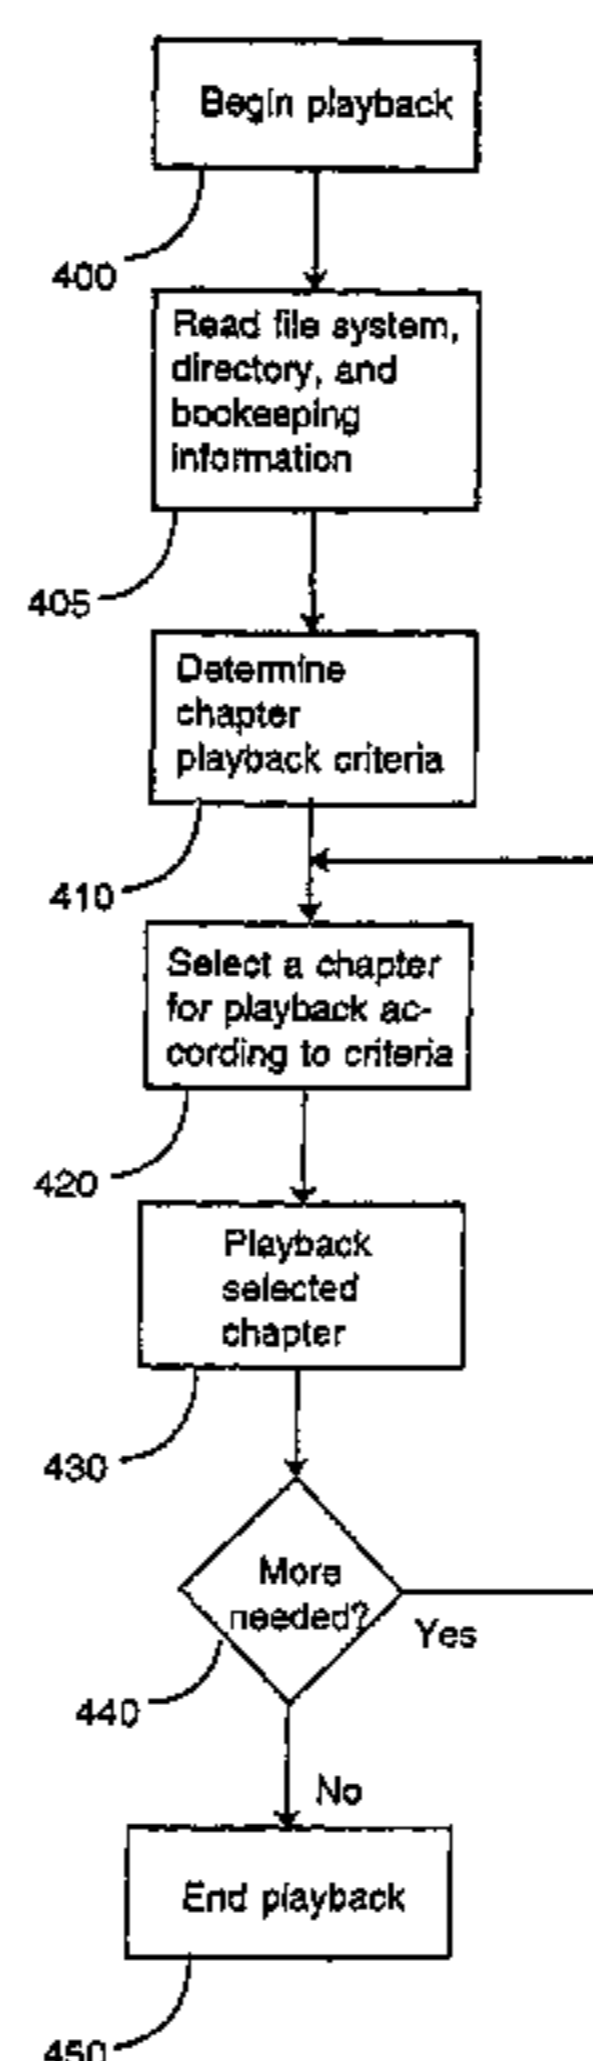 Begin playback
400
Read file system,
directory, and
bookeeping
information
405
Determine
chapter
playback criteria
410
Select a chapter
for playback ac-
cording to criteria
420
Playback
selected
chapter
430
More
needed?
Yes
440
No
End playback
450